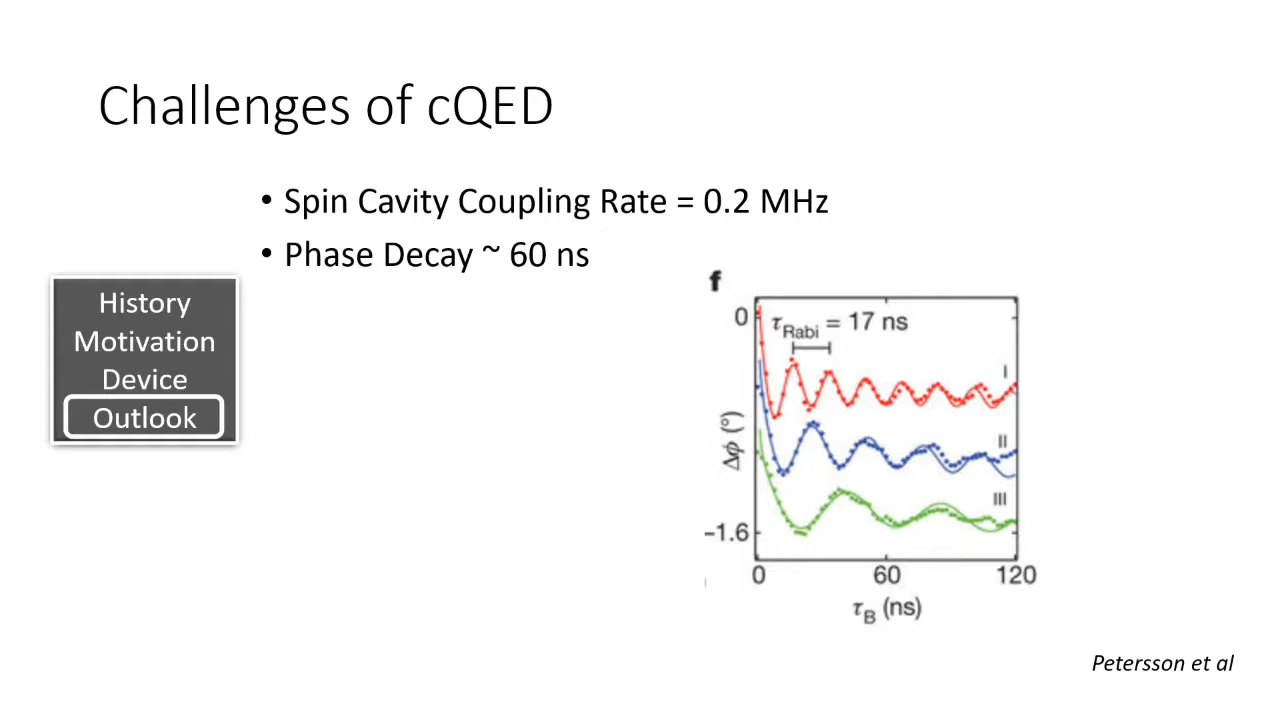 Challenges of cQED
• Spin Cavity Coupling Rate = 0.2 MHz
• Phase Decay ~ 60 ns
History
Motivation
Device
Outlook
f
0
τRabi = 17 ns
I
II
III
Δϕ (°)
−1.6
0 60 120
τB (ns)
Petersson et al